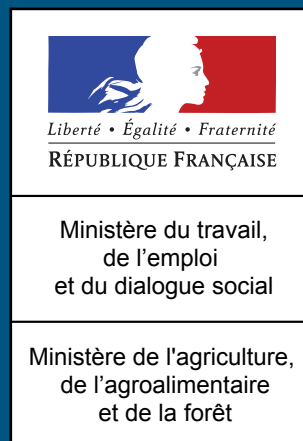 Liberté • Égalité • Fraternité
RÉPUBLIQUE FRANÇAISE
Ministère du travail,
de l’emploi
et du dialogue social
Ministère de l'agriculture,
de l’agroalimentaire
et de la forêt